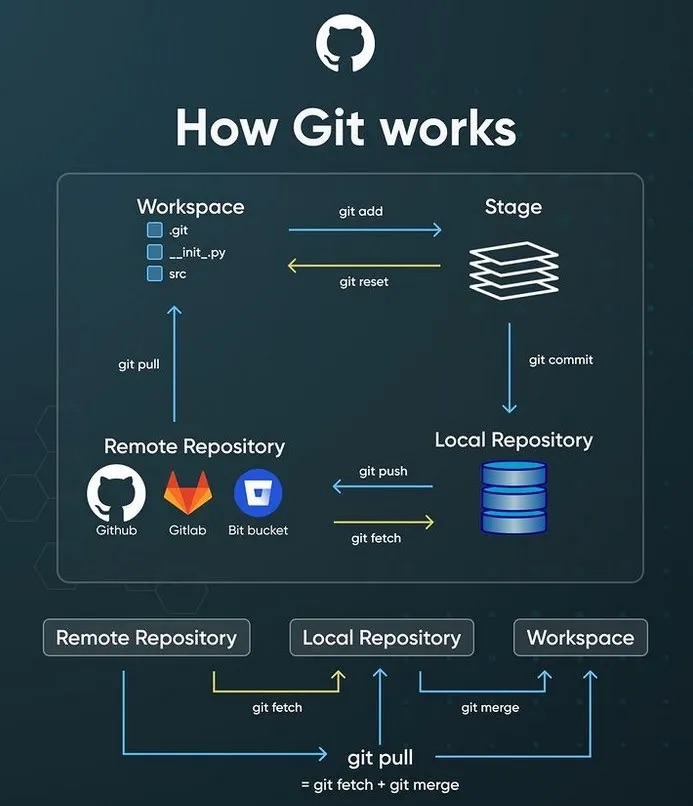 How Git works
Workspace
.git
__init_.py
src
git add
git reset
Stage
git pull
git commit
Remote Repository
Github
Gitlab
Bit bucket
git push
git fetch
Local Repository
Remote Repository
Local Repository
Workspace
git fetch
git merge
git pull
= git fetch + git merge